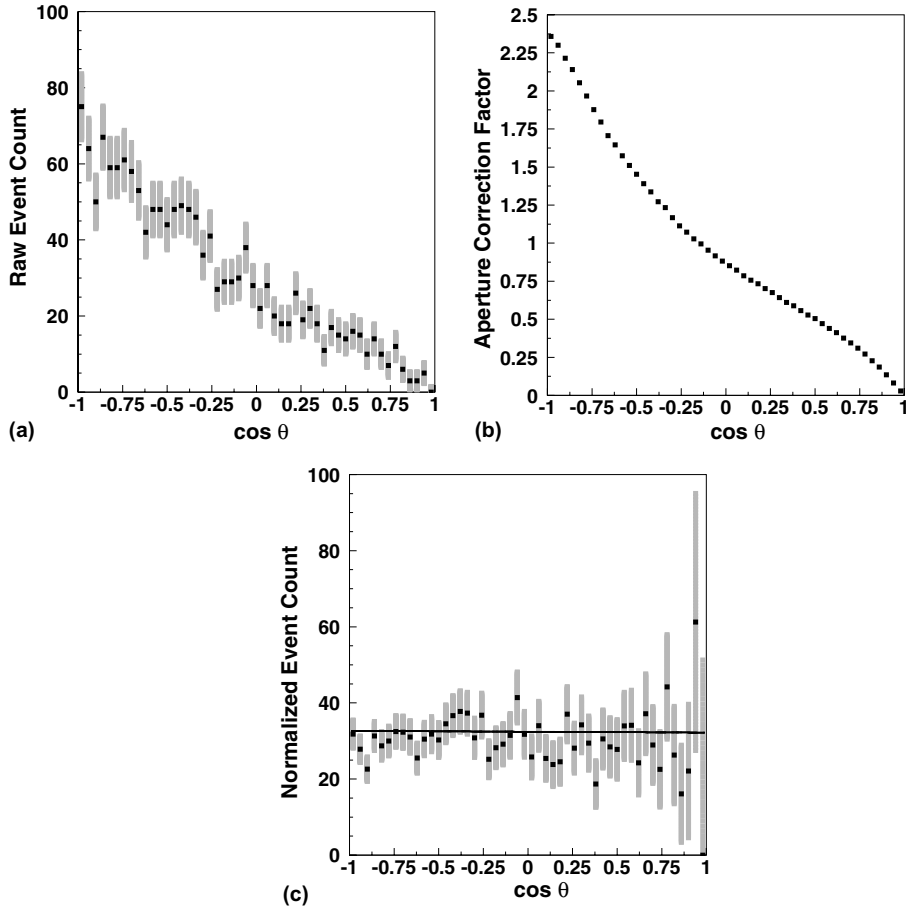 100
80
60
40
20
0
Raw Event Count
-1 -0.75 -0.5 -0.25 0 0.25 0.5 0.75 1
cos θ
(a)
2.5
2.25
2
1.75
1.5
1.25
1
0.75
0.5
0.25
0
Aperture Correction Factor
-1 -0.75 -0.5 -0.25 0 0.25 0.5 0.75 1
cos θ
(b)
100
80
60
40
20
0
Normalized Event Count
-1 -0.75 -0.5 -0.25 0 0.25 0.5 0.75 1
cos θ
(c)